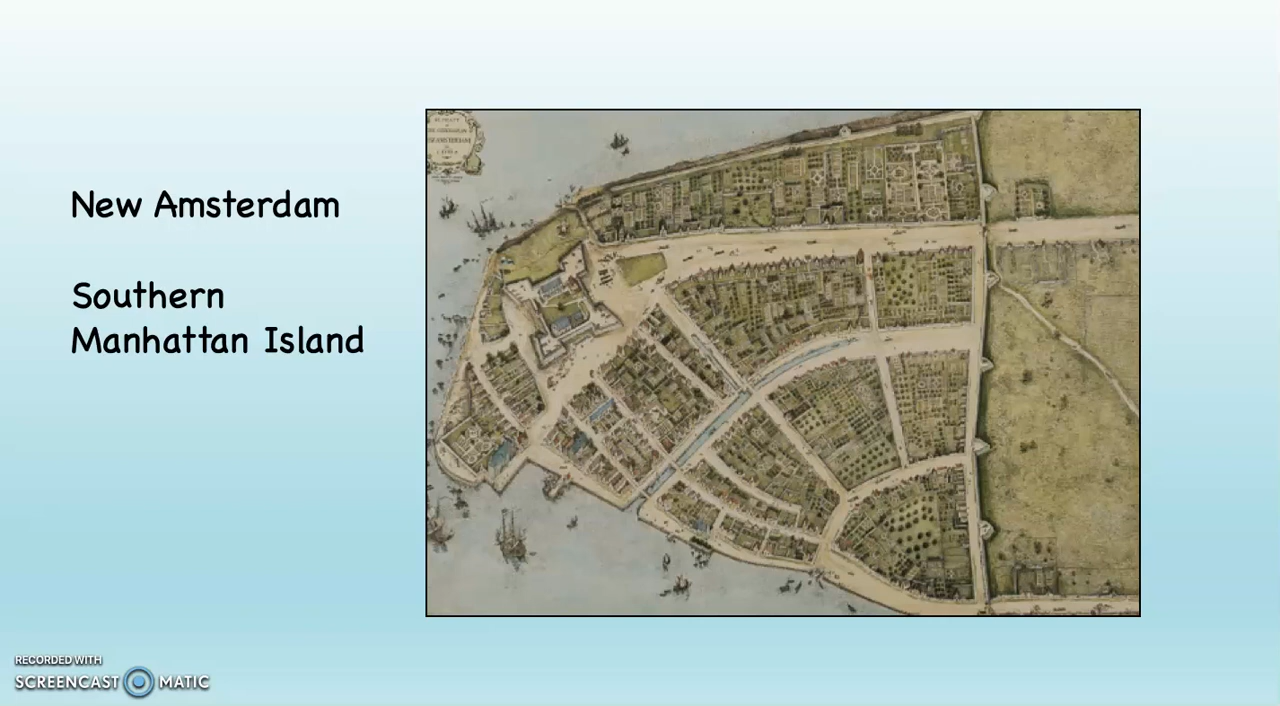 New Amsterdam
Southern
Manhattan Island
RECORDED WITH
SCREENCAST MATIC